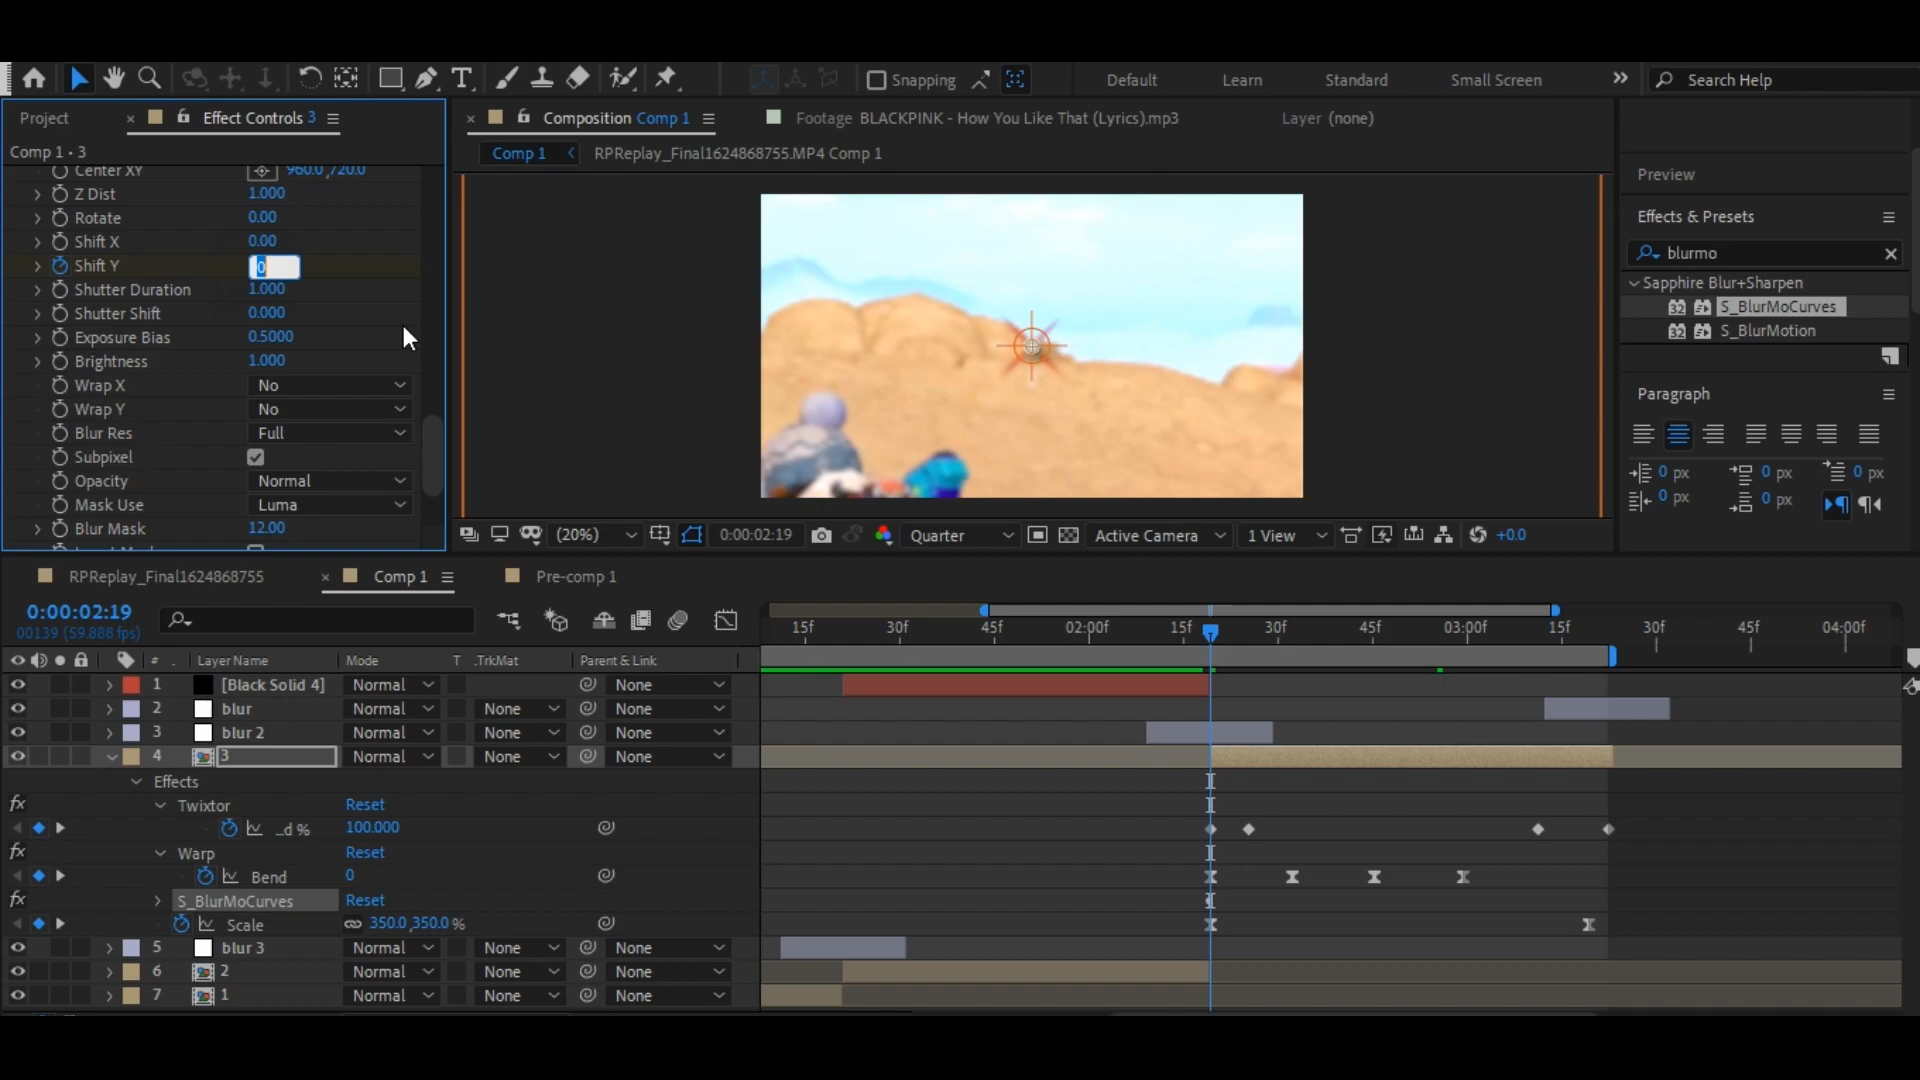 Snapping
Default
Learn
Standard
Small Screen
Search Help
Project
Effect Controls 3
Comp 1 • 3
Center XY 960.0 ,720.0
Z Dist 1.000
Rotate 0.00
Shift X 0.00
Shift Y 0
Shutter Duration 1.000
Shutter Shift 0.000
Exposure Bias 0.5000
Brightness 1.000
Wrap X No
Wrap Y No
Blur Res Full
Subpixel
Opacity Normal
Mask Use Luma
Blur Mask 12.00
Composition Comp 1
Footage BLACKPINK - How You Like That (Lyrics).mp3
Layer (none)
Comp 1
RPReplay_Final1624868755.MP4 Comp 1
(20%)
0:00:02:19
Quarter
Active Camera
1 View
+0.0
Preview
Effects & Presets
blurmo
Sapphire Blur+Sharpen
32 S_BlurMoCurves
32 S_BlurMotion
Paragraph
0 px 0 px 0 px
0 px 0 px
RPReplay_Final1624868755
Comp 1
Pre-comp 1
0:00:02:19
00139 (59.888 fps)
15f 30f 45f 02:00f 15f 30f 45f 03:00f 15f 30f 45f 04:00f
# . Layer Name Mode T .TrkMat Parent & Link
1 [Black Solid 4] Normal None
2 blur Normal None None
3 blur 2 Normal None None
4 3 Normal None None
Effects
fx Twixtor Reset
_d % 100.000
fx Warp Reset
Bend 0
fx S_BlurMoCurves Reset
Scale 350.0 ,350.0 %
5 blur 3 Normal None None
6 2 Normal None None
7 1 Normal None None